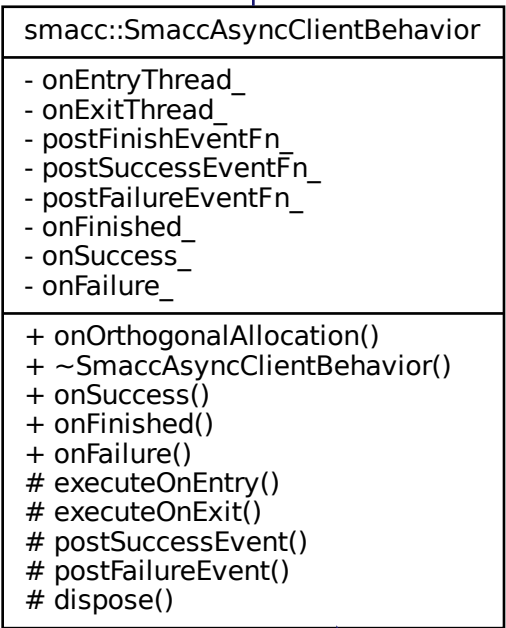 smacc::SmaccAsyncClientBehavior
- onEntryThread_
- onExitThread_
- postFinishEventFn_
- postSuccessEventFn_
- postFailureEventFn_
- onFinished_
- onSuccess_
- onFailure_
+ onOrthogonalAllocation()
+ ~SmaccAsyncClientBehavior()
+ onSuccess()
+ onFinished()
+ onFailure()
# executeOnEntry()
# executeOnExit()
# postSuccessEvent()
# postFailureEvent()
# dispose()